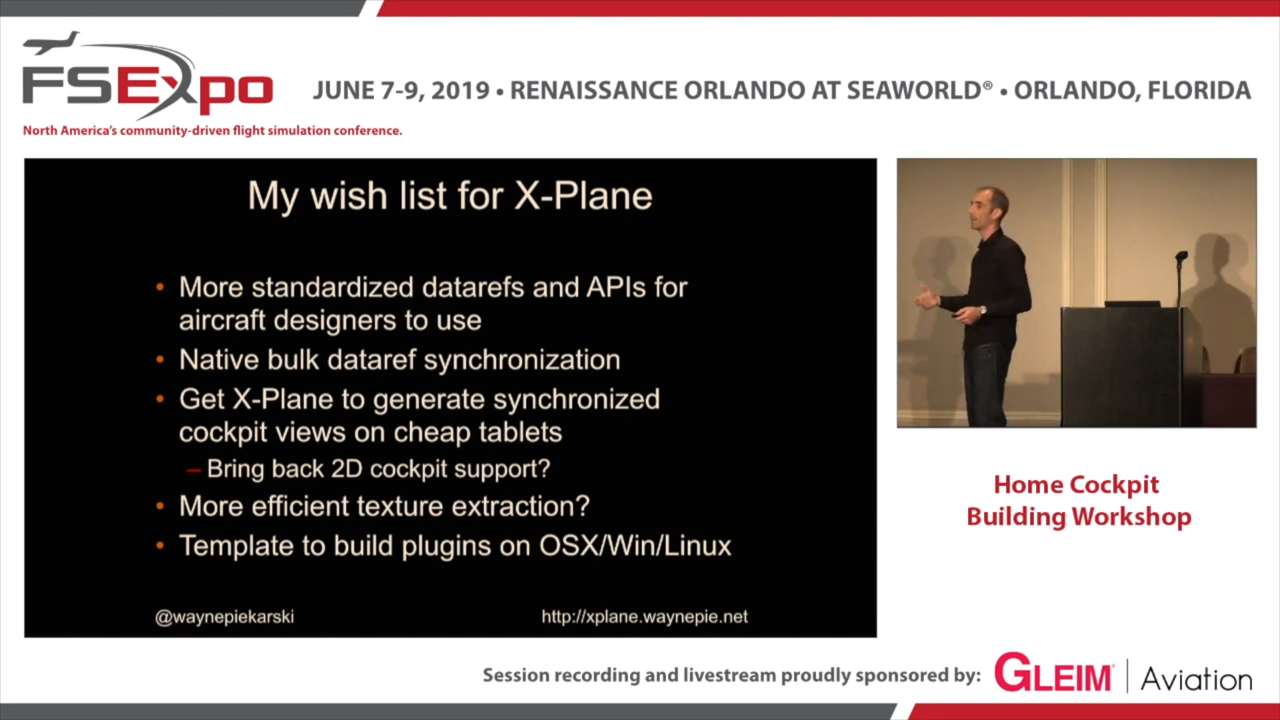 FSExpo
JUNE 7-9, 2019 • RENAISSANCE ORLANDO AT SEAWORLD® • ORLANDO, FLORIDA
North America's community-driven flight simulation conference.
My wish list for X-Plane
• More standardized datarefs and APIs for
aircraft designers to use
• Native bulk dataref synchronization
• Get X-Plane to generate synchronized
cockpit views on cheap tablets
– Bring back 2D cockpit support?
• More efficient texture extraction?
• Template to build plugins on OSX/Win/Linux
@waynepiekarski
http://xplane.waynepie.net
Home Cockpit
Building Workshop
Session recording and livestream proudly sponsored by:
GLEIM® | Aviation